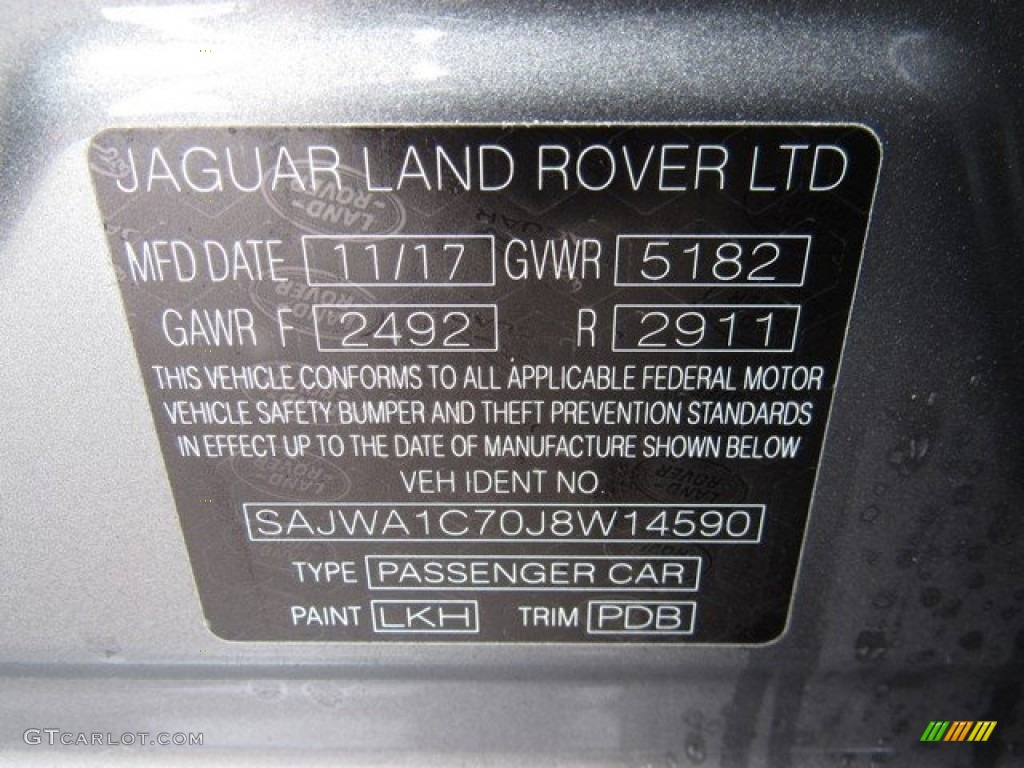 JAGUAR LAND ROVER LTD
MFD DATE 11/17 GVWR 5182
GAWR F 2492 R 2911
THIS VEHICLE CONFORMS TO ALL APPLICABLE FEDERAL MOTOR
VEHICLE SAFETY BUMPER AND THEFT PREVENTION STANDARDS
IN EFFECT UP TO THE DATE OF MANUFACTURE SHOWN BELOW
VEH IDENT NO.
SAJWA1C70J8W14590
TYPE PASSENGER CAR
PAINT LKH TRIM PDB
GTCARLOT.COM